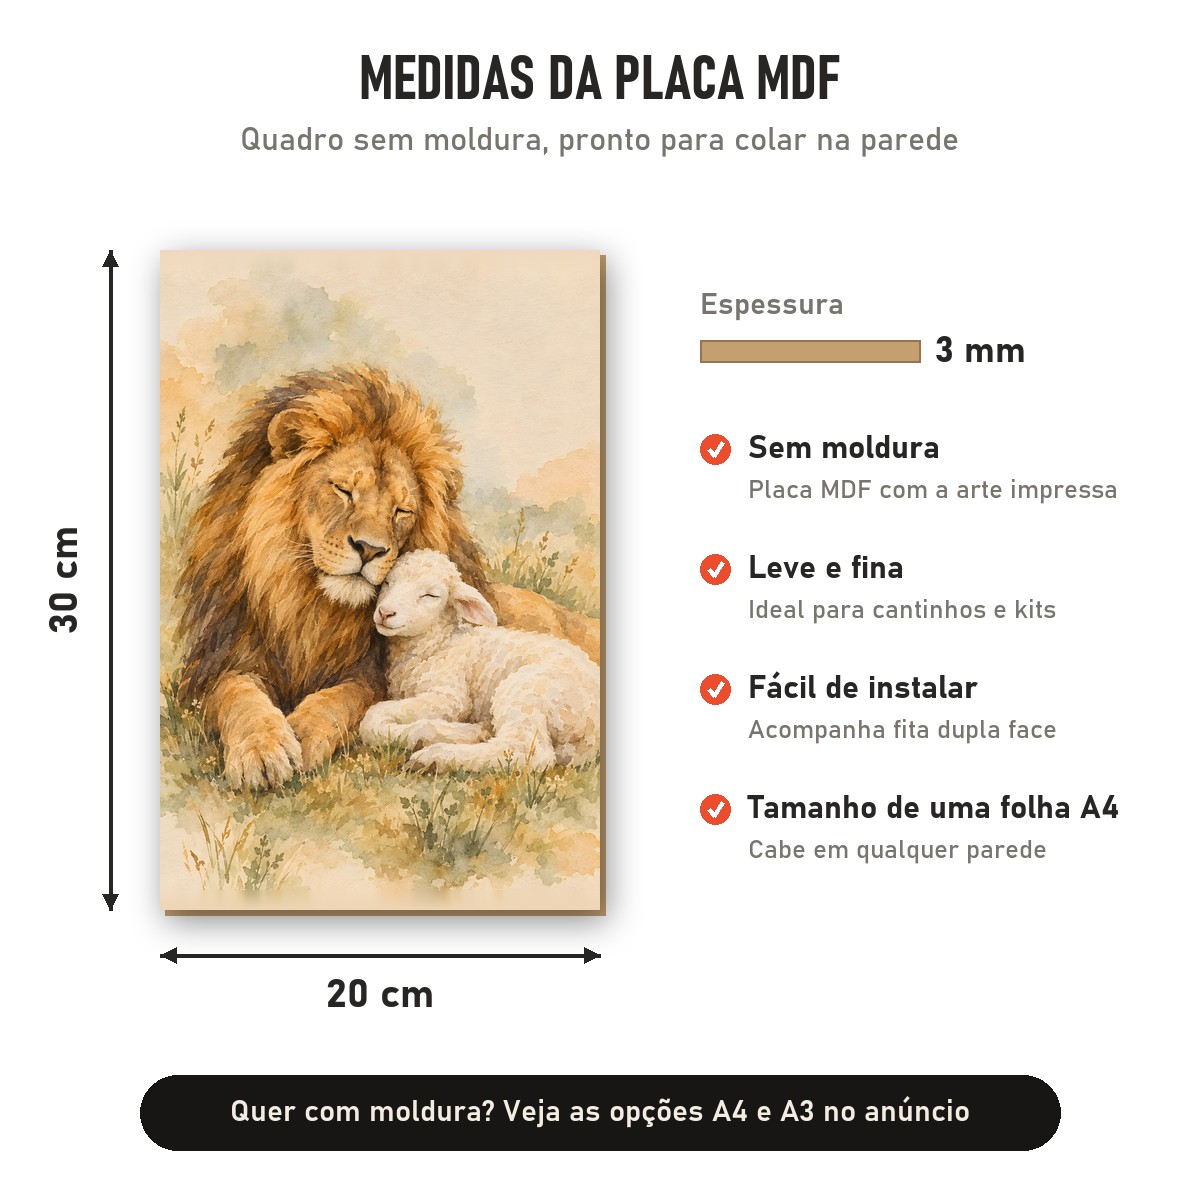 MEDIDAS DA PLACA MDF
Quadro sem moldura, pronto para colar na parede
30 cm
20 cm
Espessura
3 mm
Sem moldura
Placa MDF com a arte impressa
Leve e fina
Ideal para cantinhos e kits
Fácil de instalar
Acompanha fita dupla face
Tamanho de uma folha A4
Cabe em qualquer parede
Quer com moldura? Veja as opções A4 e A3 no anúncio